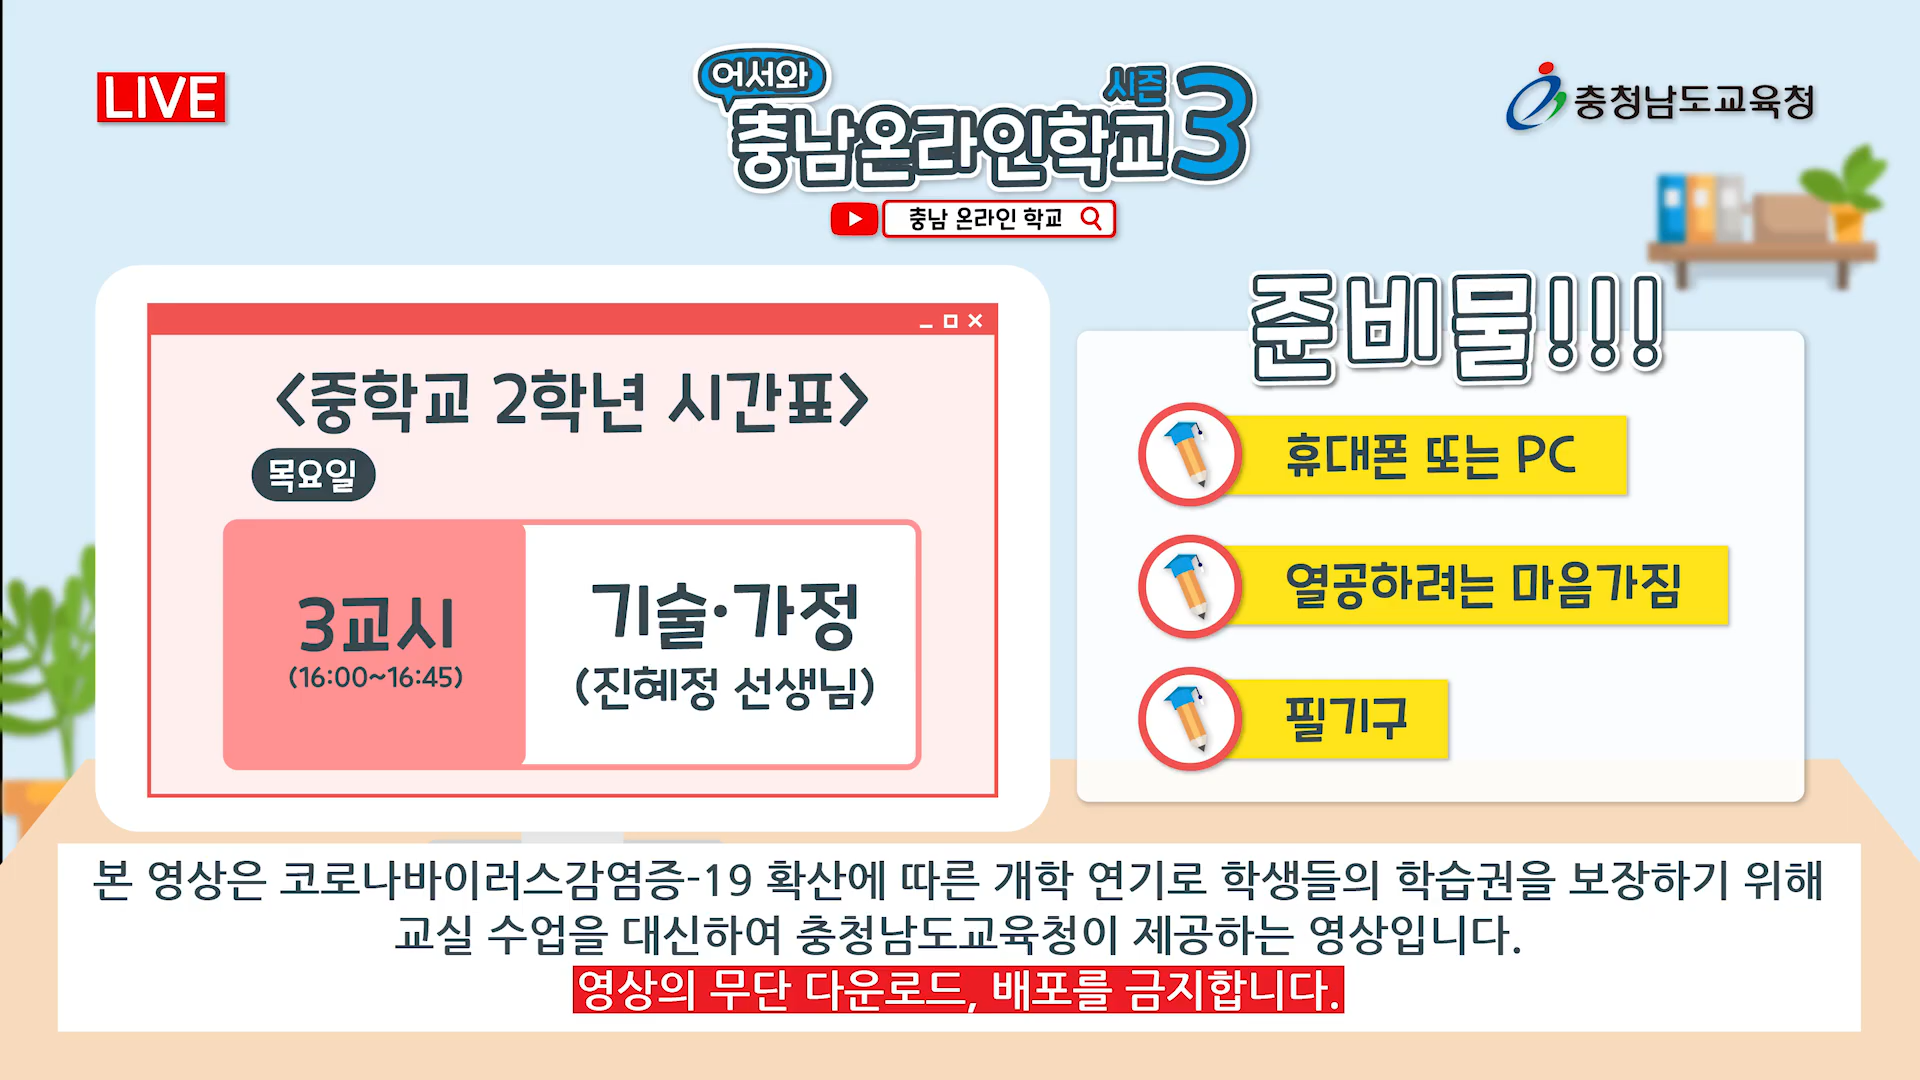 LIVE
어서와
충남온라인학교 시즌3
충남 온라인 학교
충청남도교육청
<중학교 2학년 시간표>
목요일
3교시
(16:00~16:45)
기술·가정
(진혜정 선생님)
준비물!!!
휴대폰 또는 PC
열공하려는 마음가짐
필기구
본 영상은 코로나바이러스감염증-19 확산에 따른 개학 연기로 학생들의 학습권을 보장하기 위해
교실 수업을 대신하여 충청남도교육청이 제공하는 영상입니다.
영상의 무단 다운로드, 배포를 금지합니다.